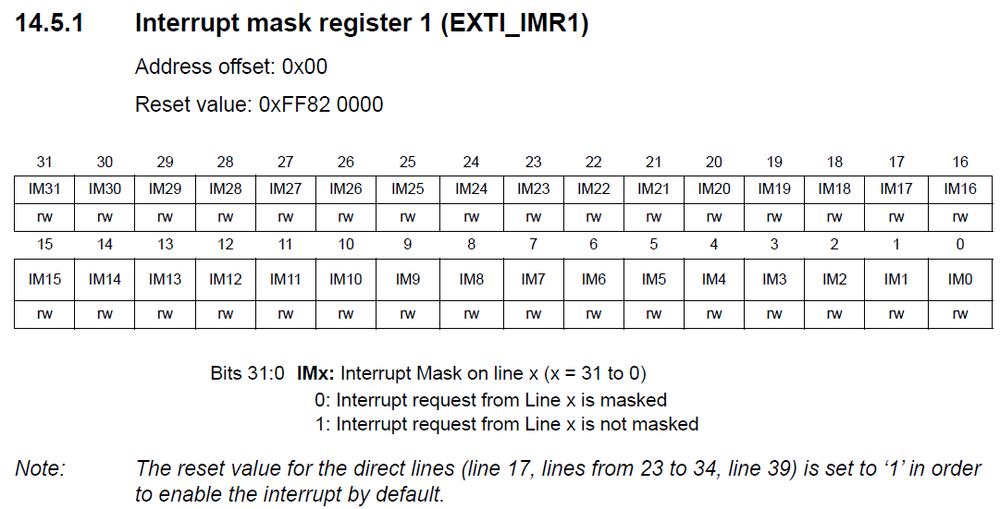 14.5.1 Interrupt mask register 1 (EXTI_IMR1)
Address offset: 0x00
Reset value: 0xFF82 0000
31 30 29 28 27 26 25 24 23 22 21 20 19 18 17 16
IM31 IM30 IM29 IM28 IM27 IM26 IM25 IM24 IM23 IM22 IM21 IM20 IM19 IM18 IM17 IM16
rw rw rw rw rw rw rw rw rw rw rw rw rw rw rw rw
15 14 13 12 11 10 9 8 7 6 5 4 3 2 1 0
IM15 IM14 IM13 IM12 IM11 IM10 IM9 IM8 IM7 IM6 IM5 IM4 IM3 IM2 IM1 IM0
rw rw rw rw rw rw rw rw rw rw rw rw rw rw rw rw
Bits 31:0 IMx: Interrupt Mask on line x (x = 31 to 0)
0: Interrupt request from Line x is masked
1: Interrupt request from Line x is not masked
Note: The reset value for the direct lines (line 17, lines from 23 to 34, line 39) is set to ‘1’ in order
to enable the interrupt by default.